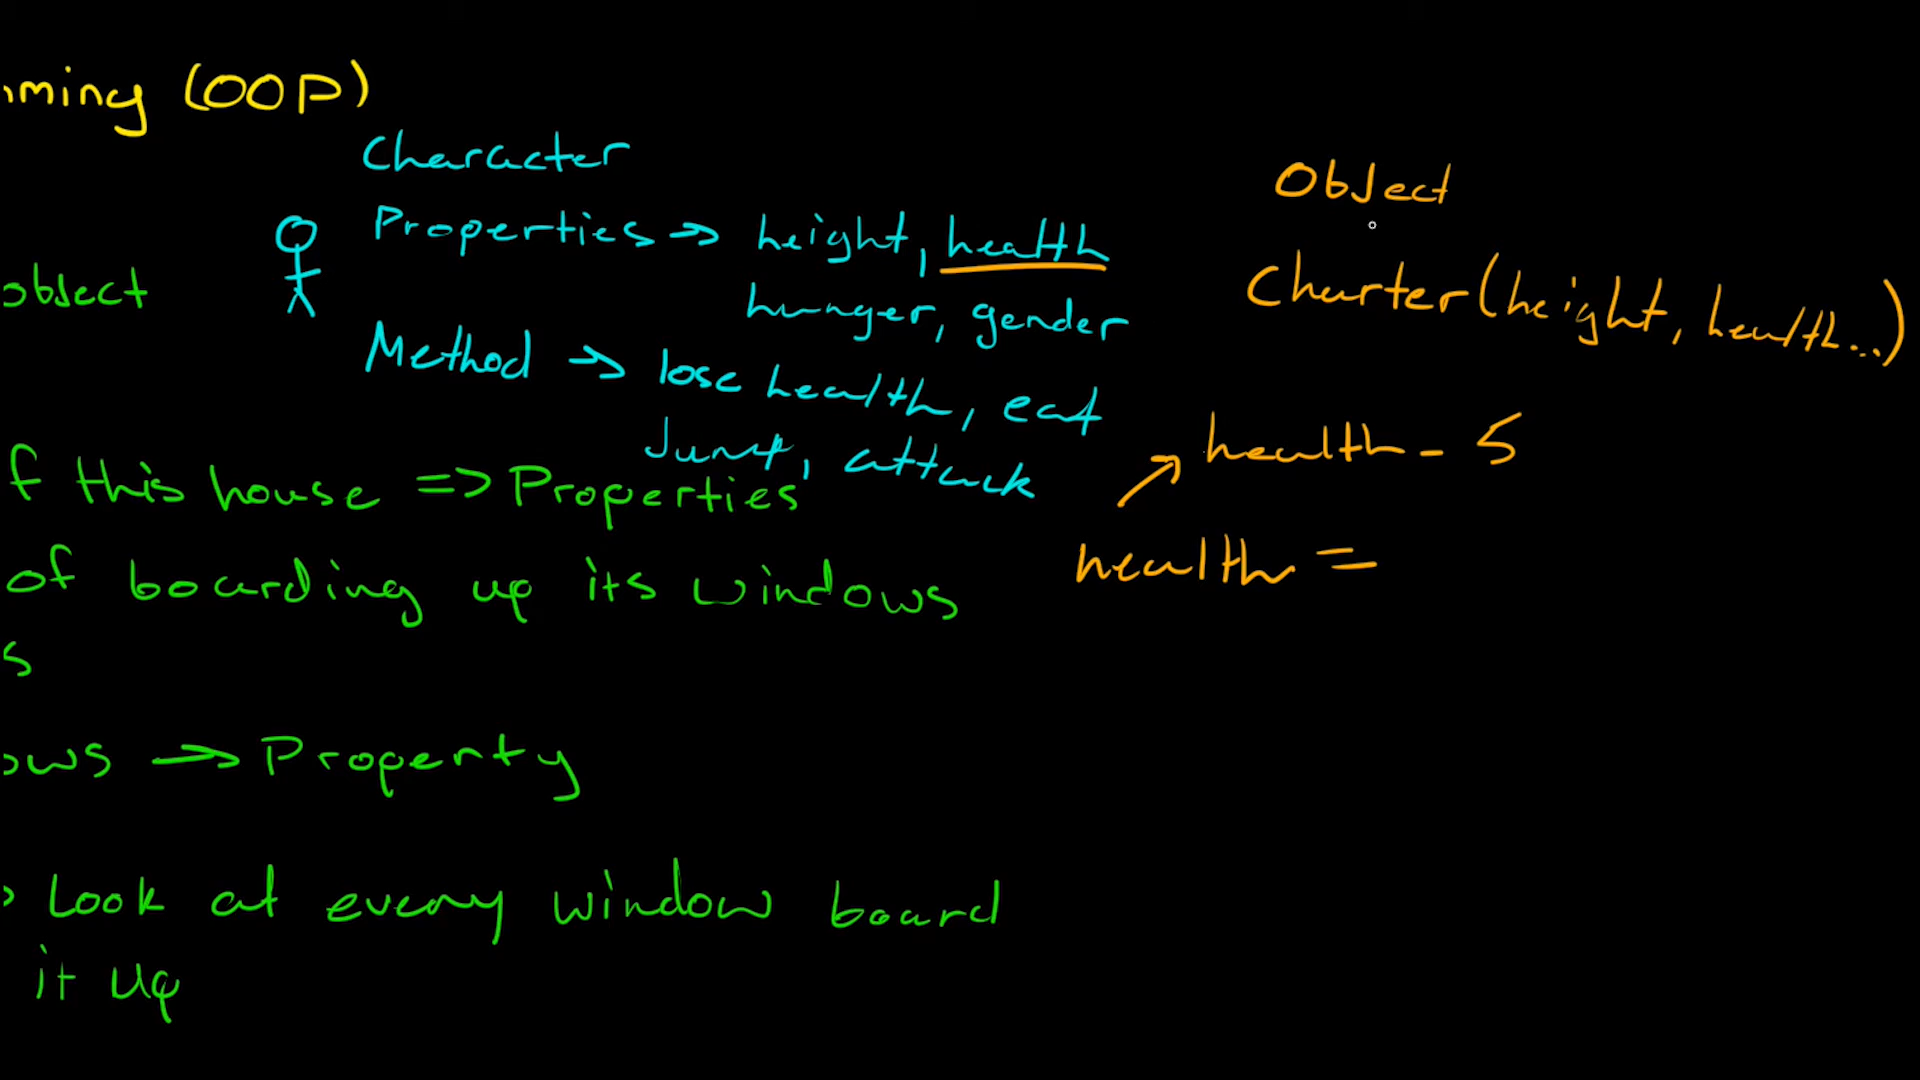 mming (OOP)
Character
Properties → height, health
hunger, gender
Method → lose health, eat
Jump, attack
object
f this house => Properties
of boarding up its windows
s
ows → Property
Look at every window board
it up
Object
Charter(height, health...)
health - 5
health =